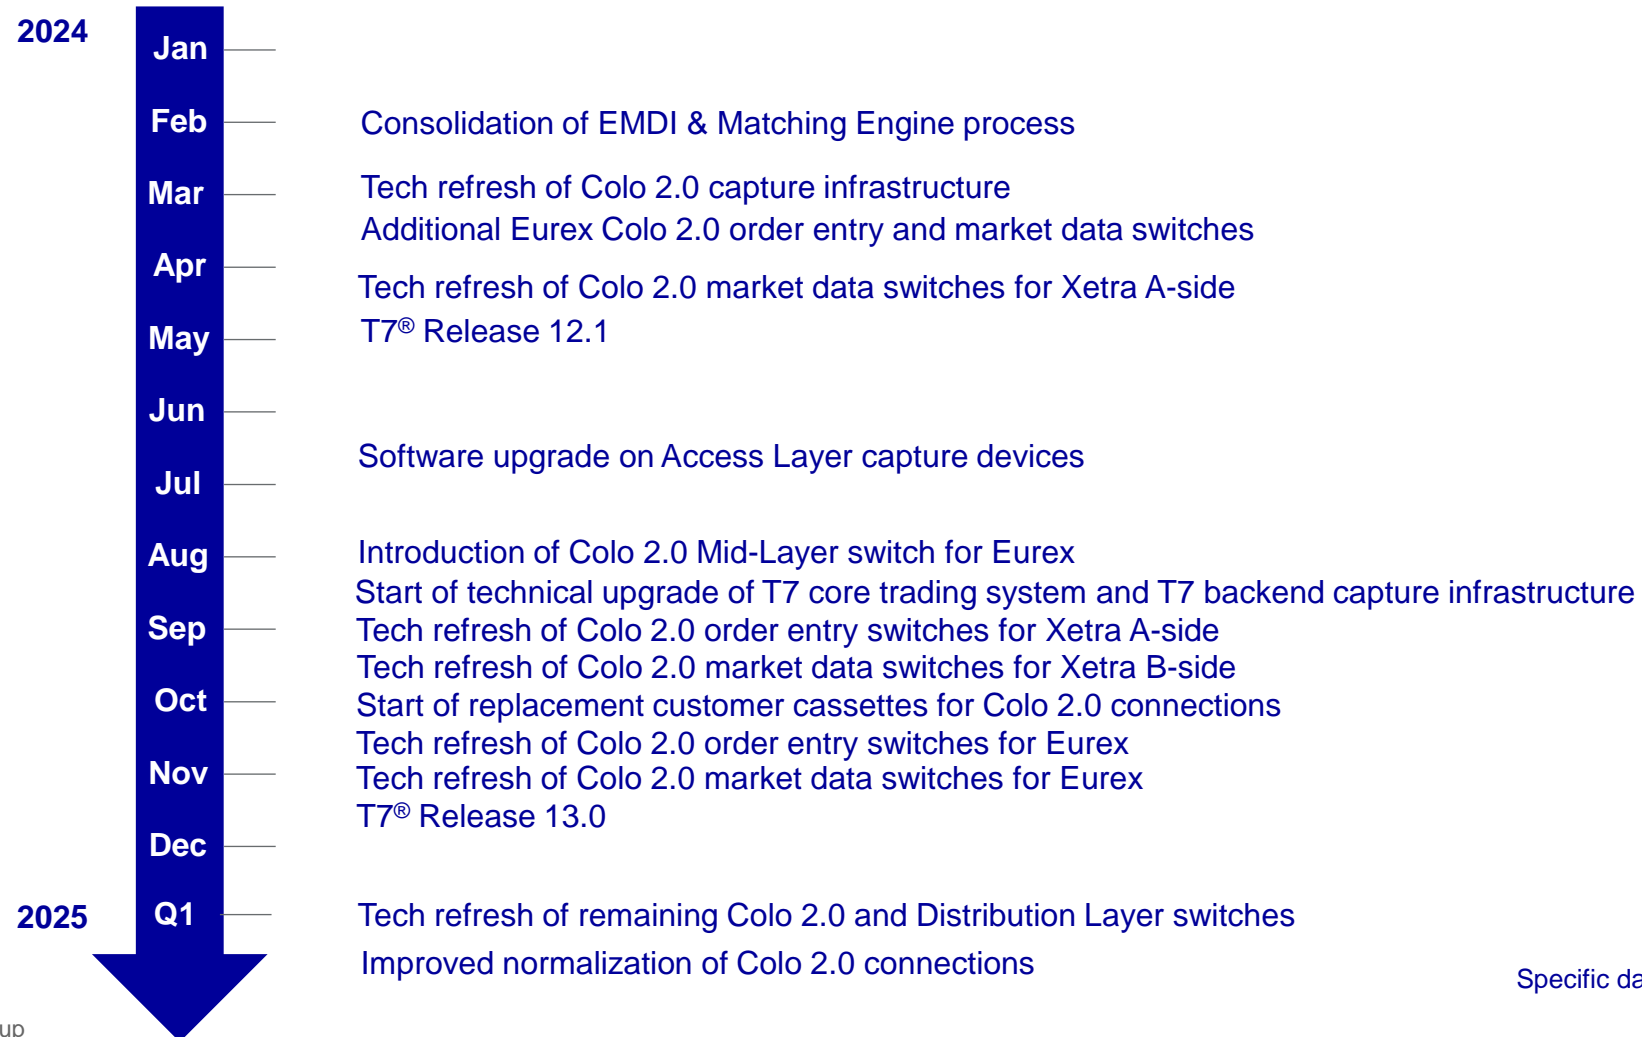 2024
Jan
Feb
Consolidation of EMDI & Matching Engine process
Mar
Tech refresh of Colo 2.0 capture infrastructure
Additional Eurex Colo 2.0 order entry and market data switches
Apr
Tech refresh of Colo 2.0 market data switches for Xetra A-side
T7® Release 12.1
May
Jun
Software upgrade on Access Layer capture devices
Jul
Aug
Introduction of Colo 2.0 Mid-Layer switch for Eurex
Start of technical upgrade of T7 core trading system and T7 backend capture infrastructure
Sep
Tech refresh of Colo 2.0 order entry switches for Xetra A-side
Tech refresh of Colo 2.0 market data switches for Xetra B-side
Oct
Start of replacement customer cassettes for Colo 2.0 connections
Tech refresh of Colo 2.0 order entry switches for Eurex
Nov
Tech refresh of Colo 2.0 market data switches for Eurex
T7® Release 13.0
Dec
2025
Q1
Tech refresh of remaining Colo 2.0 and Distribution Layer switches
Improved normalization of Colo 2.0 connections
Specific da
up